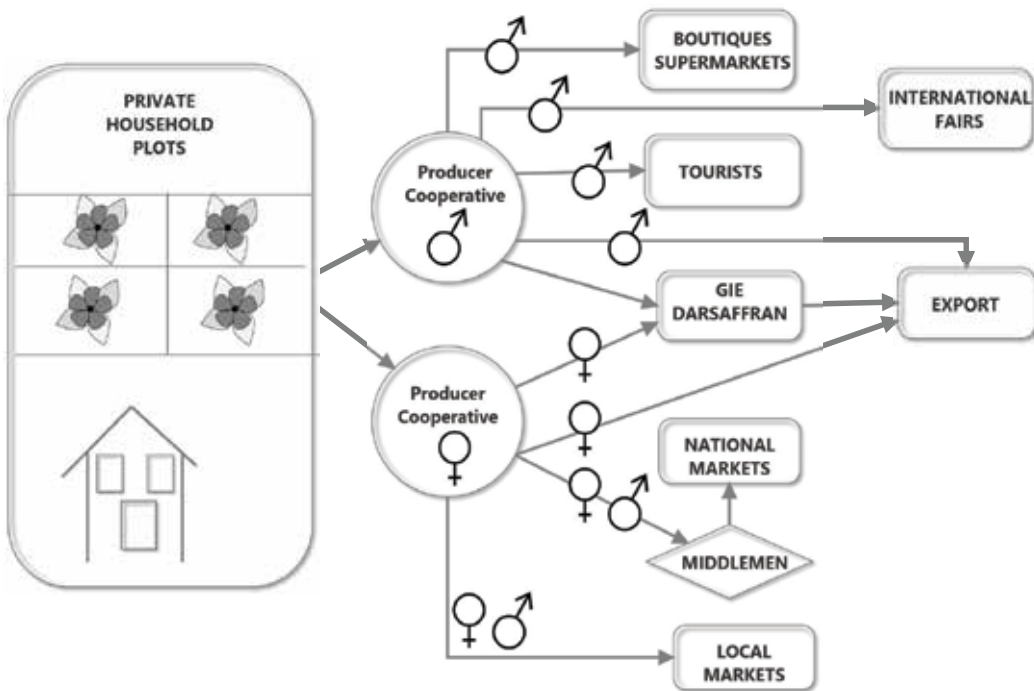 PRIVATE
HOUSEHOLD
PLOTS
Producer
Cooperative
Producer
Cooperative
BOUTIQUES
SUPERMARKETS
INTERNATIONAL
FAIRS
TOURISTS
GIE
DARSAFFRAN
EXPORT
NATIONAL
MARKETS
MIDDLEMEN
LOCAL
MARKETS